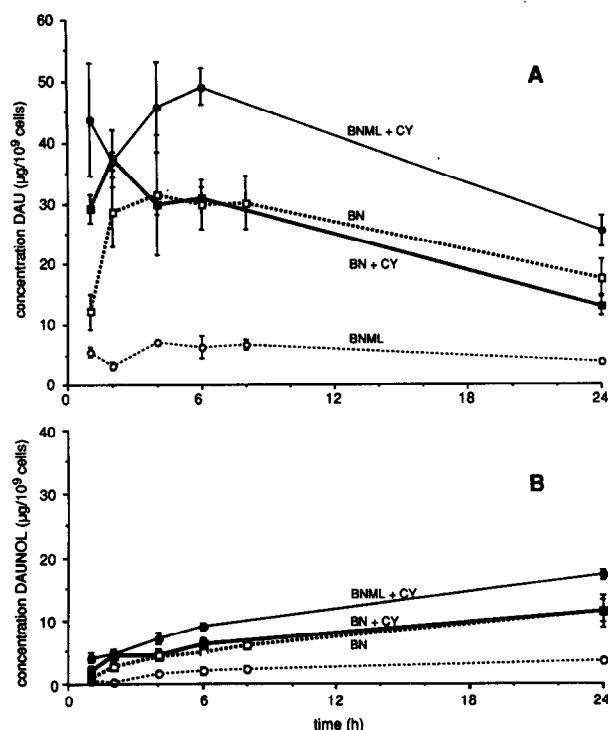 A
60
50
40
30
20
10
0
concentration DAU (µg/10⁹ cells)
BNML + CY
BN
BN + CY
BNML
0
6
12
18
24
B
40
30
20
10
0
concentration DAUNOL (µg/10⁹ cells)
BNML + CY
BN + CY
BN
0
6
12
18
24
time (h)